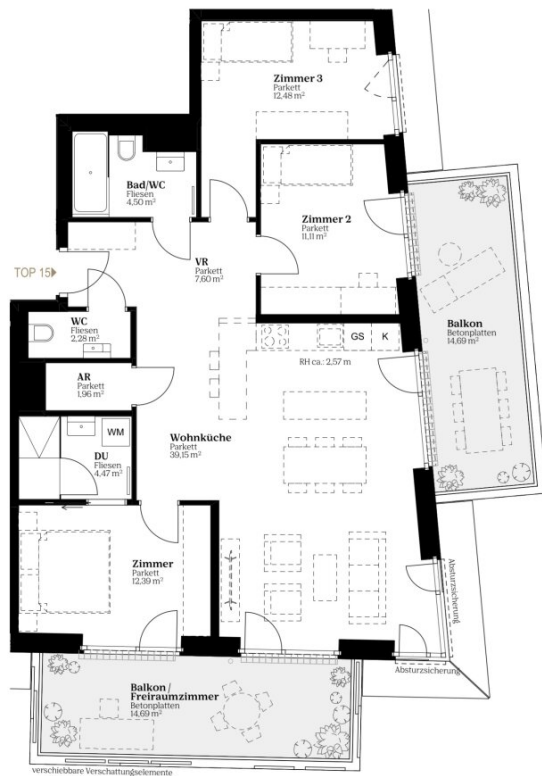 Zimmer 3
Parkett
12,48 m²
Bad/WC
Fliesen
4,50 m²
Zimmer 2
Parkett
11,11 m²
VR
Parkett
7,60 m²
TOP 15
WC
Fliesen
2,28 m²
Balkon
Betonplatten
14,69 m²
GS
K
RH ca.: 2,57 m
AR
Parkett
1,96 m²
WM
DU
Fliesen
4,47 m²
Wohnküche
Parkett
39,15 m²
Zimmer
Parkett
12,39 m²
Absturzsicherung
Absturzsicherung
Balkon/
Freiraumzimmer
Betonplatten
14,69 m²
verschiebbare Verschattungselemente